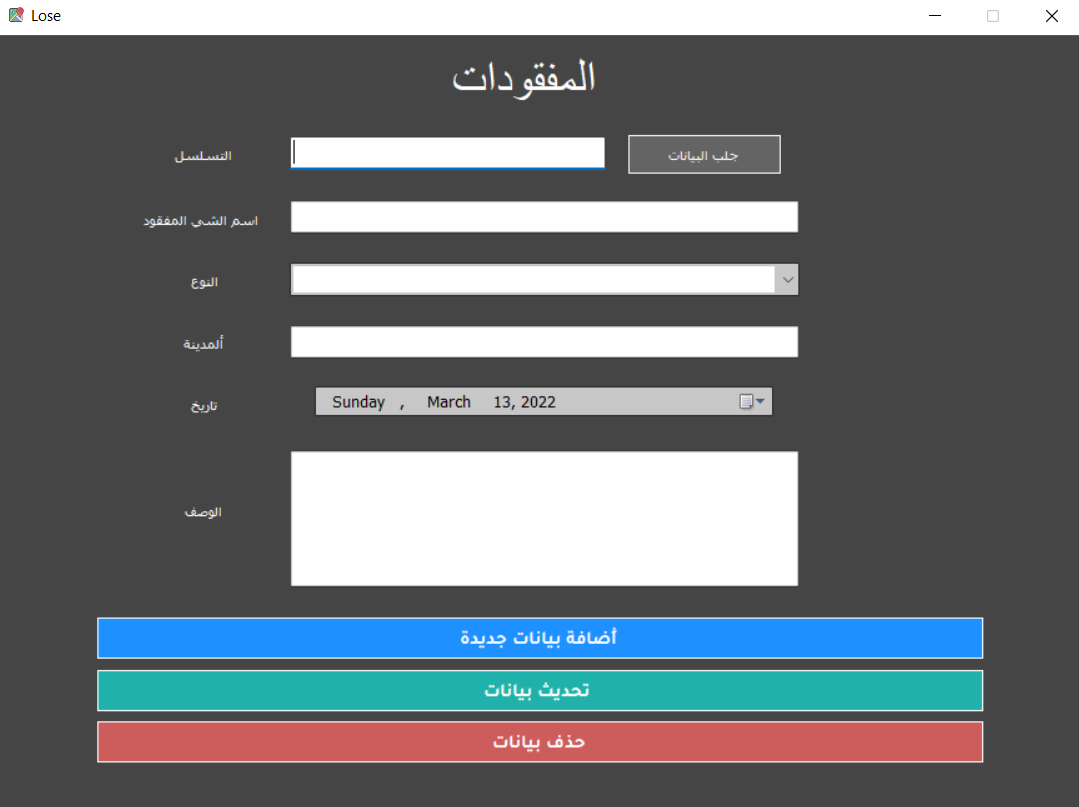 Lose
المفقودات
التسلسل
جلب البيانات
اسم الشي المفقود
النوع
ألمدينة
تاريخ
Sunday , March 13, 2022
الوصف
أضافة بيانات جديدة
تحديث بيانات
حذف بيانات